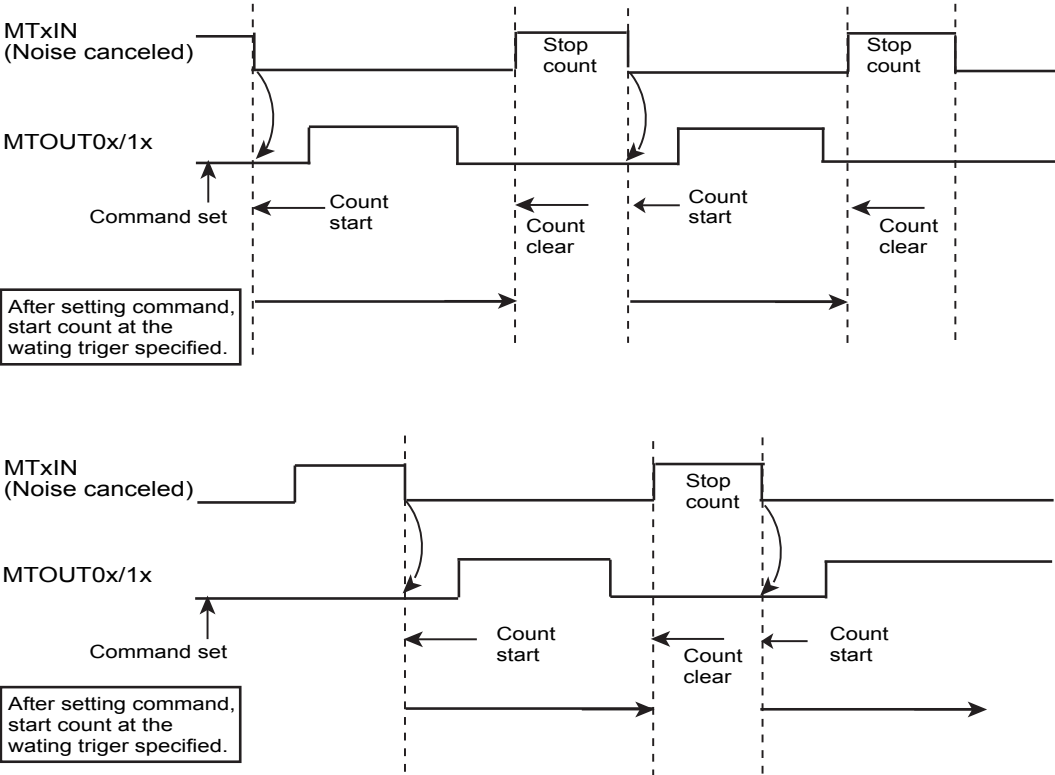 MTxIN
(Noise canceled)
Stop
count
Stop
count
MTOUT0x/1x
Command set
Count
start
Count
clear
Count
start
Count
clear
After setting command,
start count at the
wating triger specified.
MTxIN
(Noise canceled)
Stop
count
MTOUT0x/1x
Command set
Count
start
Count
clear
Count
start
After setting command,
start count at the
wating triger specified.